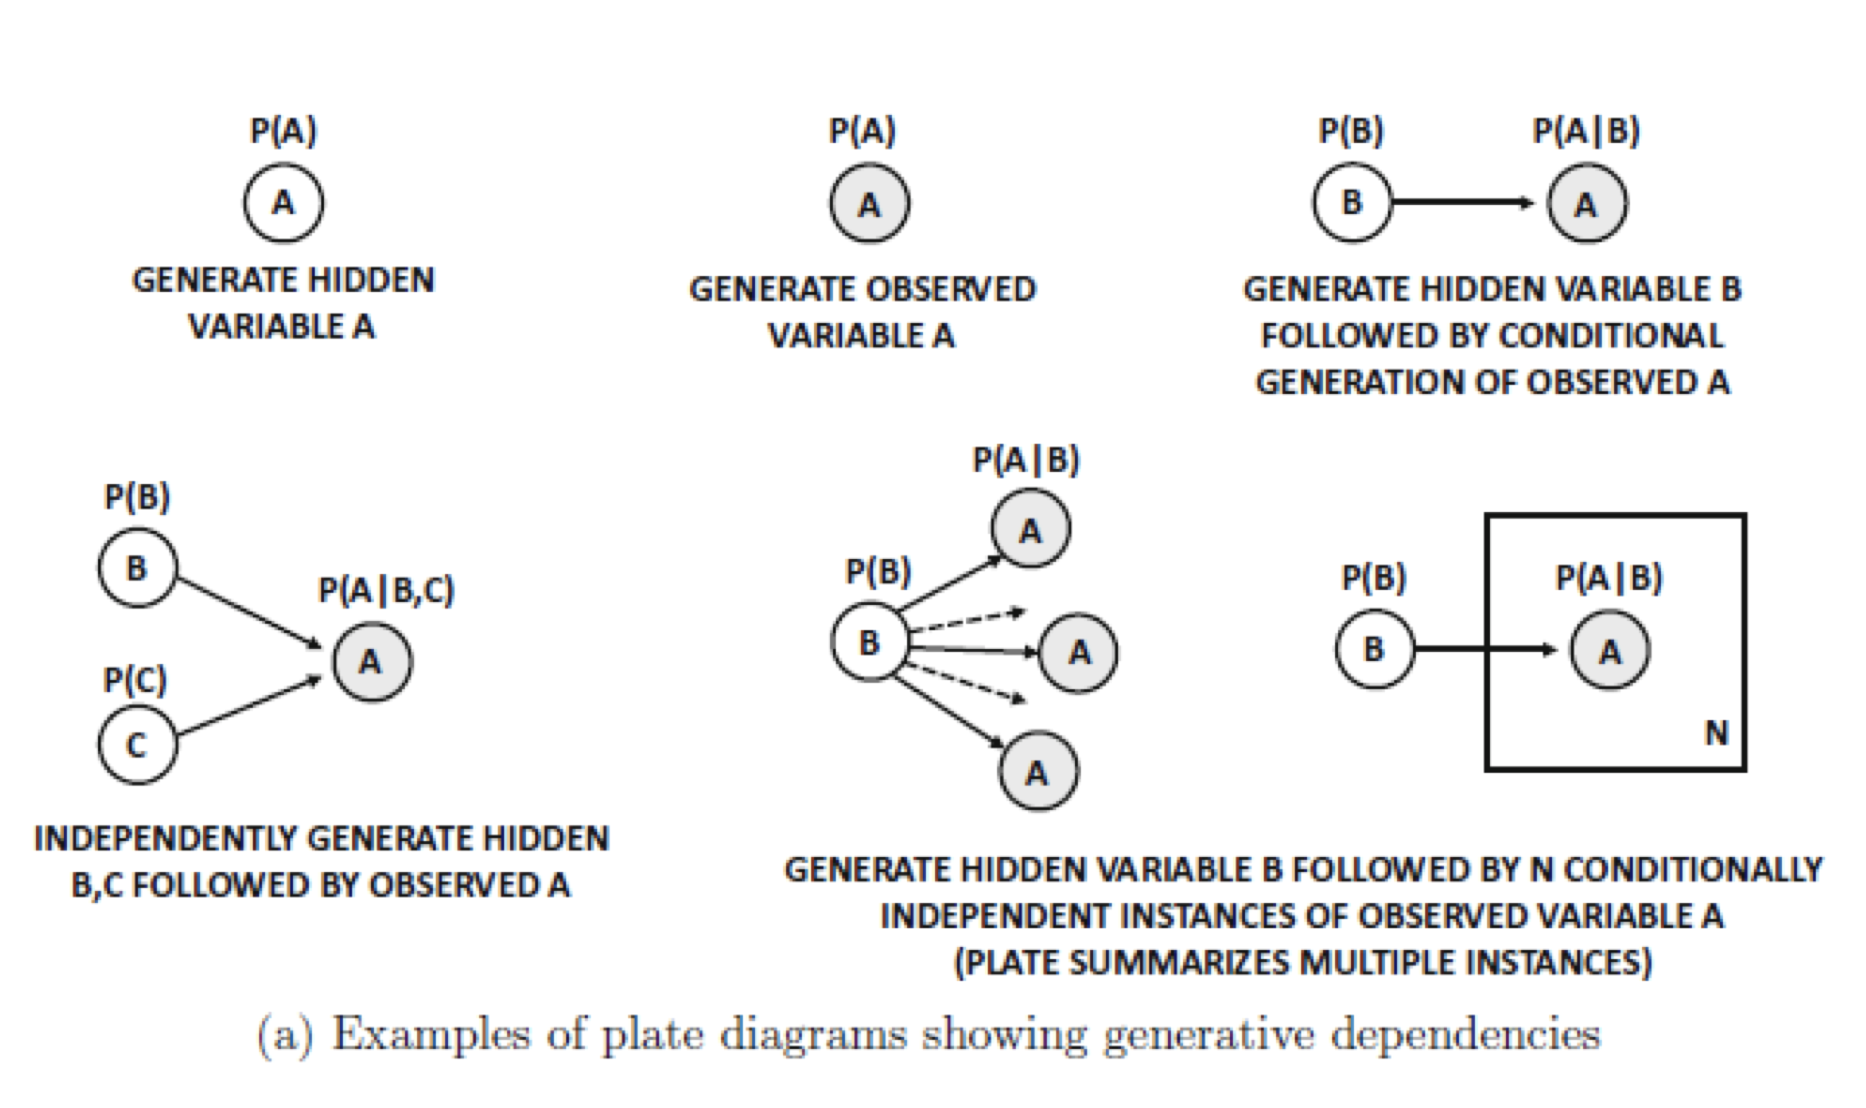 P(A)
A
GENERATE HIDDEN
VARIABLE A
P(A)
A
GENERATE OBSERVED
VARIABLE A
P(B)
P(A|B)
B
A
GENERATE HIDDEN VARIABLE B
FOLLOWED BY CONDITIONAL
GENERATION OF OBSERVED A
P(B)
B
P(A|B,C)
A
P(C)
C
INDEPENDENTLY GENERATE HIDDEN
B,C FOLLOWED BY OBSERVED A
P(A|B)
A
P(B)
B
A
A
P(B)
P(A|B)
B
A
N
GENERATE HIDDEN VARIABLE B FOLLOWED BY N CONDITIONALLY
INDEPENDENT INSTANCES OF OBSERVED VARIABLE A
(PLATE SUMMARIZES MULTIPLE INSTANCES)
(a) Examples of plate diagrams showing generative dependencies